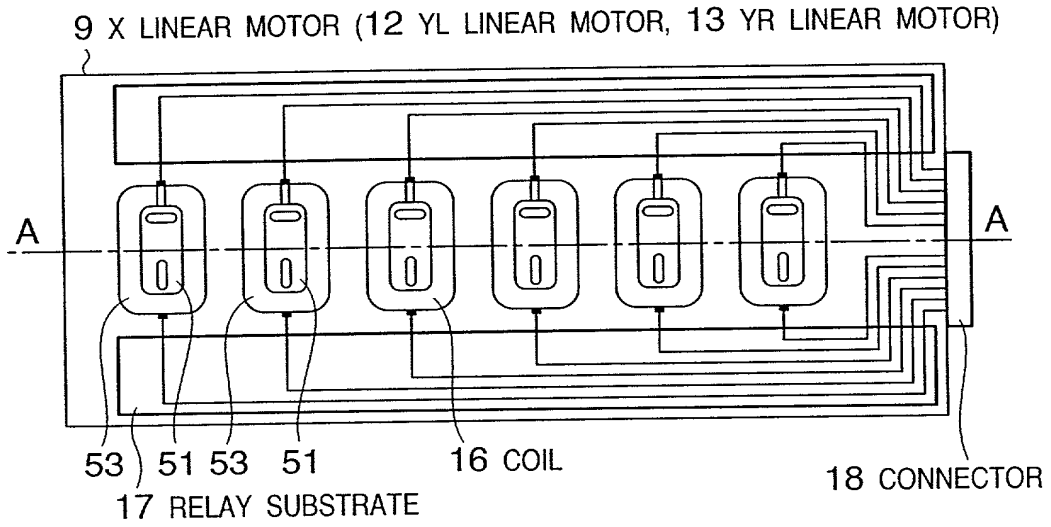 9 X LINEAR MOTOR (12 YL LINEAR MOTOR, 13 YR LINEAR MOTOR)
A A
53 51 53 51 16 COIL
18 CONNECTOR
17 RELAY SUBSTRATE